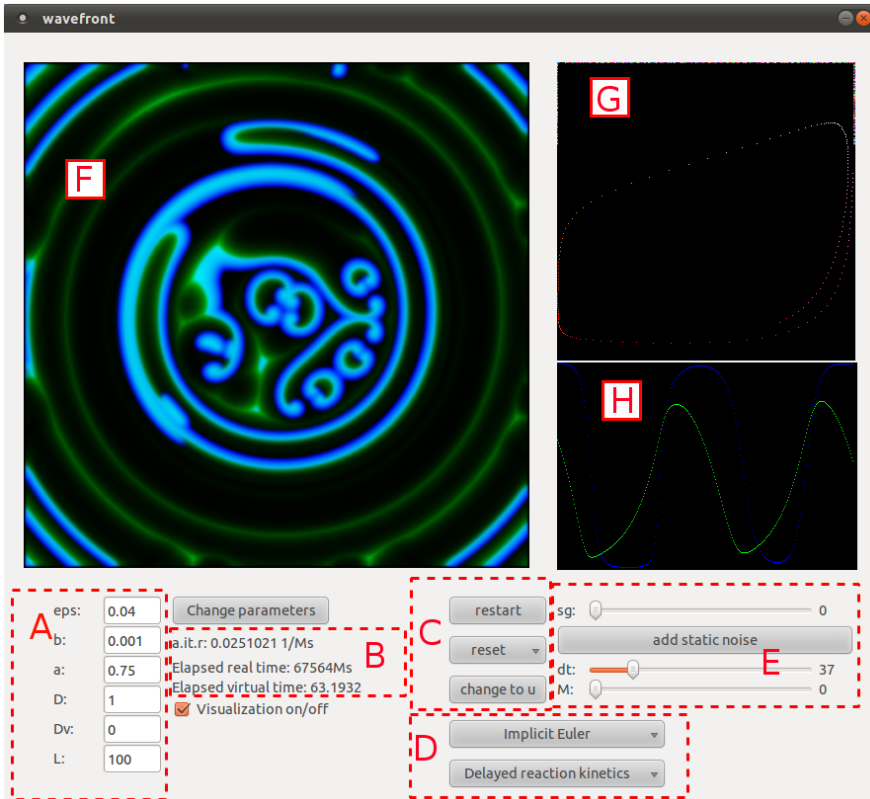 wavefront
F
G
H
A
eps: 0.04
b: 0.001
a: 0.75
D: 1
Dv: 0
L: 100
Change parameters
a.it.r: 0.0251021 1/Ms
B
Elapsed real time: 67564Ms
Elapsed virtual time: 63.1932
Visualization on/off
C
restart
reset
change to u
sg: 0
add static noise
E
dt: 37
M: 0
D
Implicit Euler
Delayed reaction kinetics